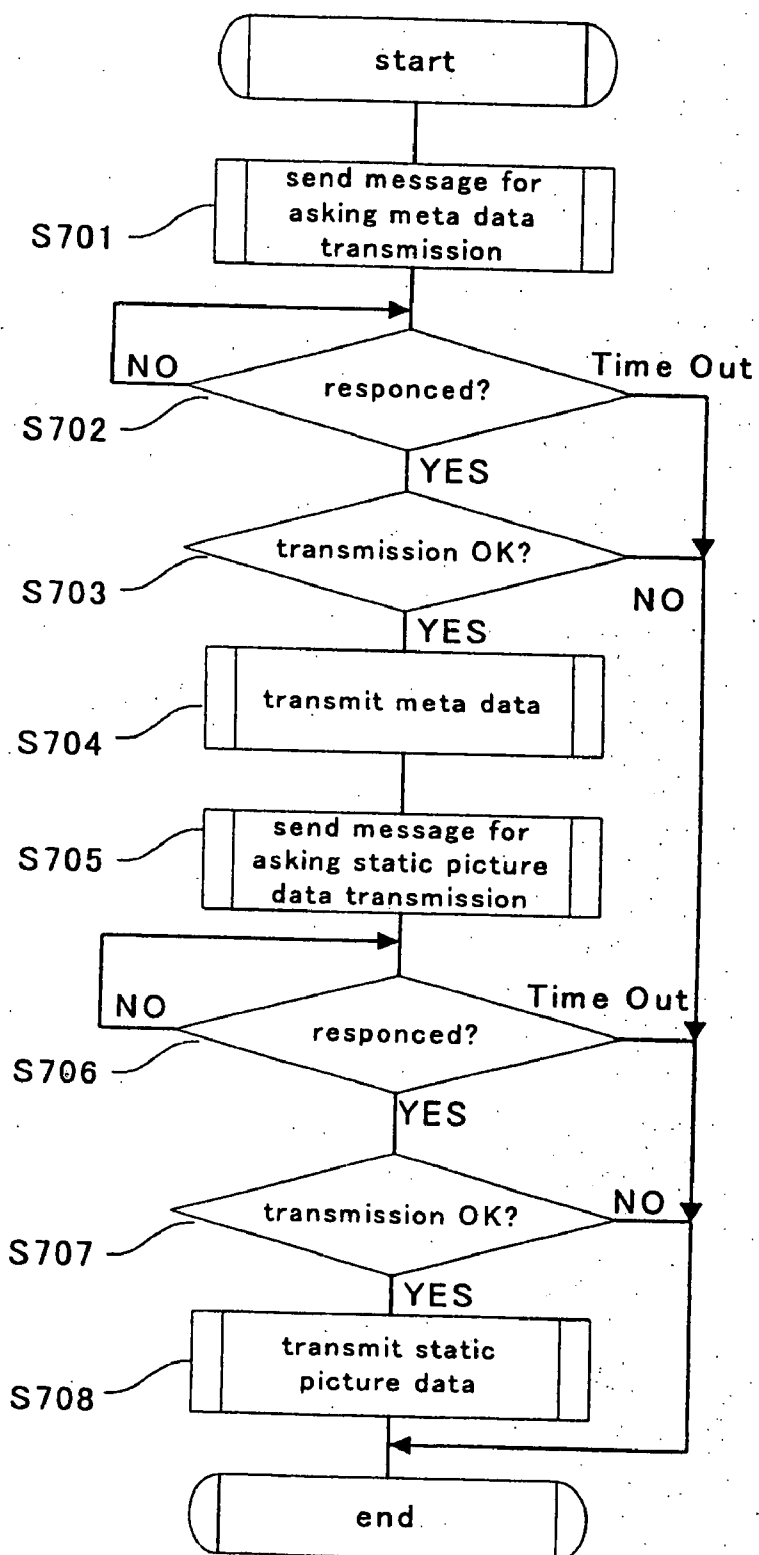 start
send message for
asking meta data
transmission
S701
NO
responced?
Time Out
S702
YES
transmission OK?
S703
NO
YES
transmit meta data
S704
send message for
asking static picture
data transmission
S705
NO
responced?
Time Out
S706
YES
transmission OK?
NO
S707
YES
transmit static
picture data
S708
end